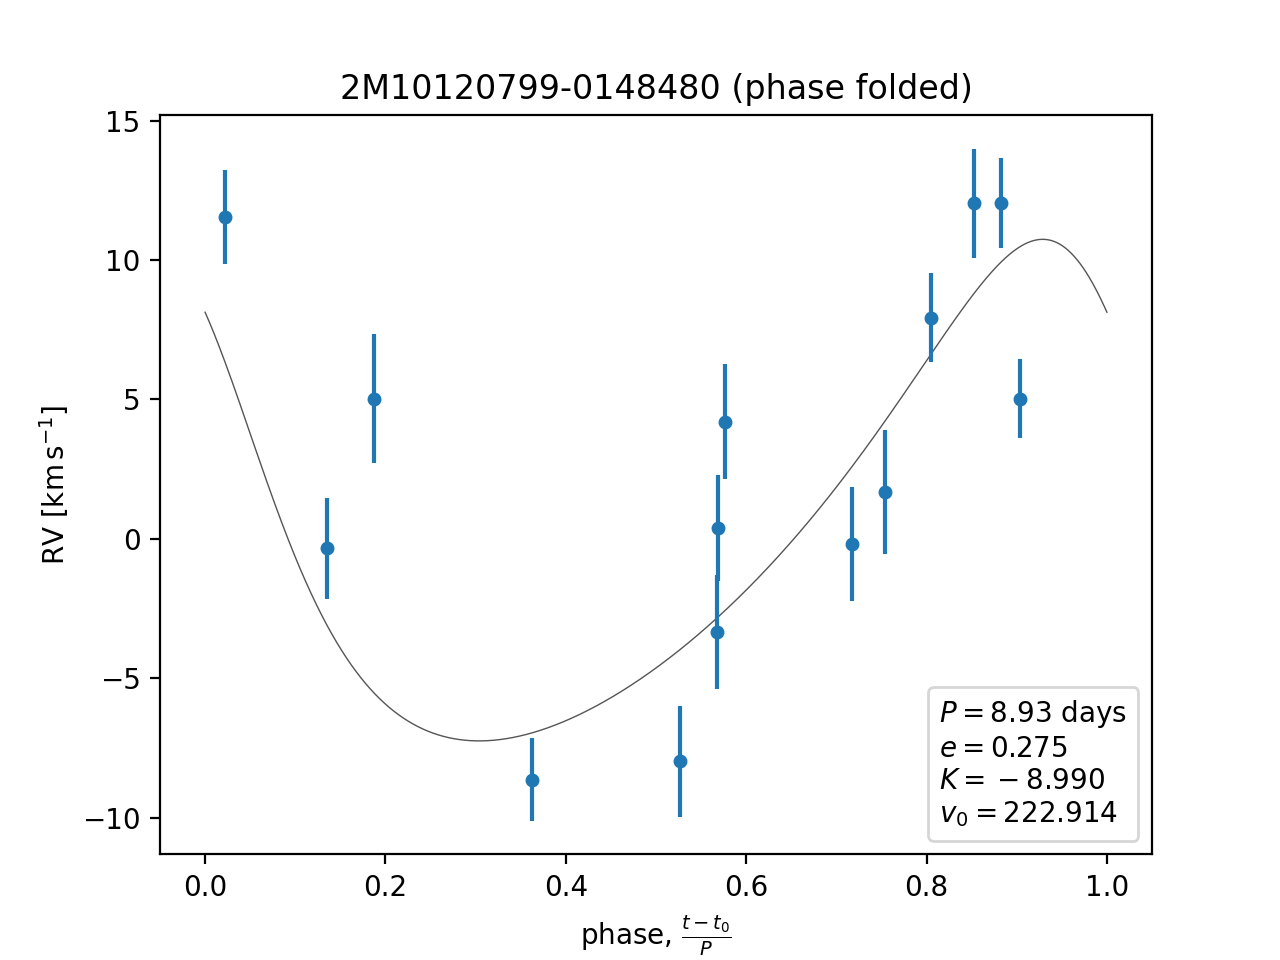 2M10120799-0148480 (phase folded)
RV [km s⁻¹]
15
10
5
0
−5
−10
0.0 0.2 0.4 0.6 0.8 1.0
phase, (t − t₀)/P
P = 8.93 days
e = 0.275
K = −8.990
v₀ = 222.914